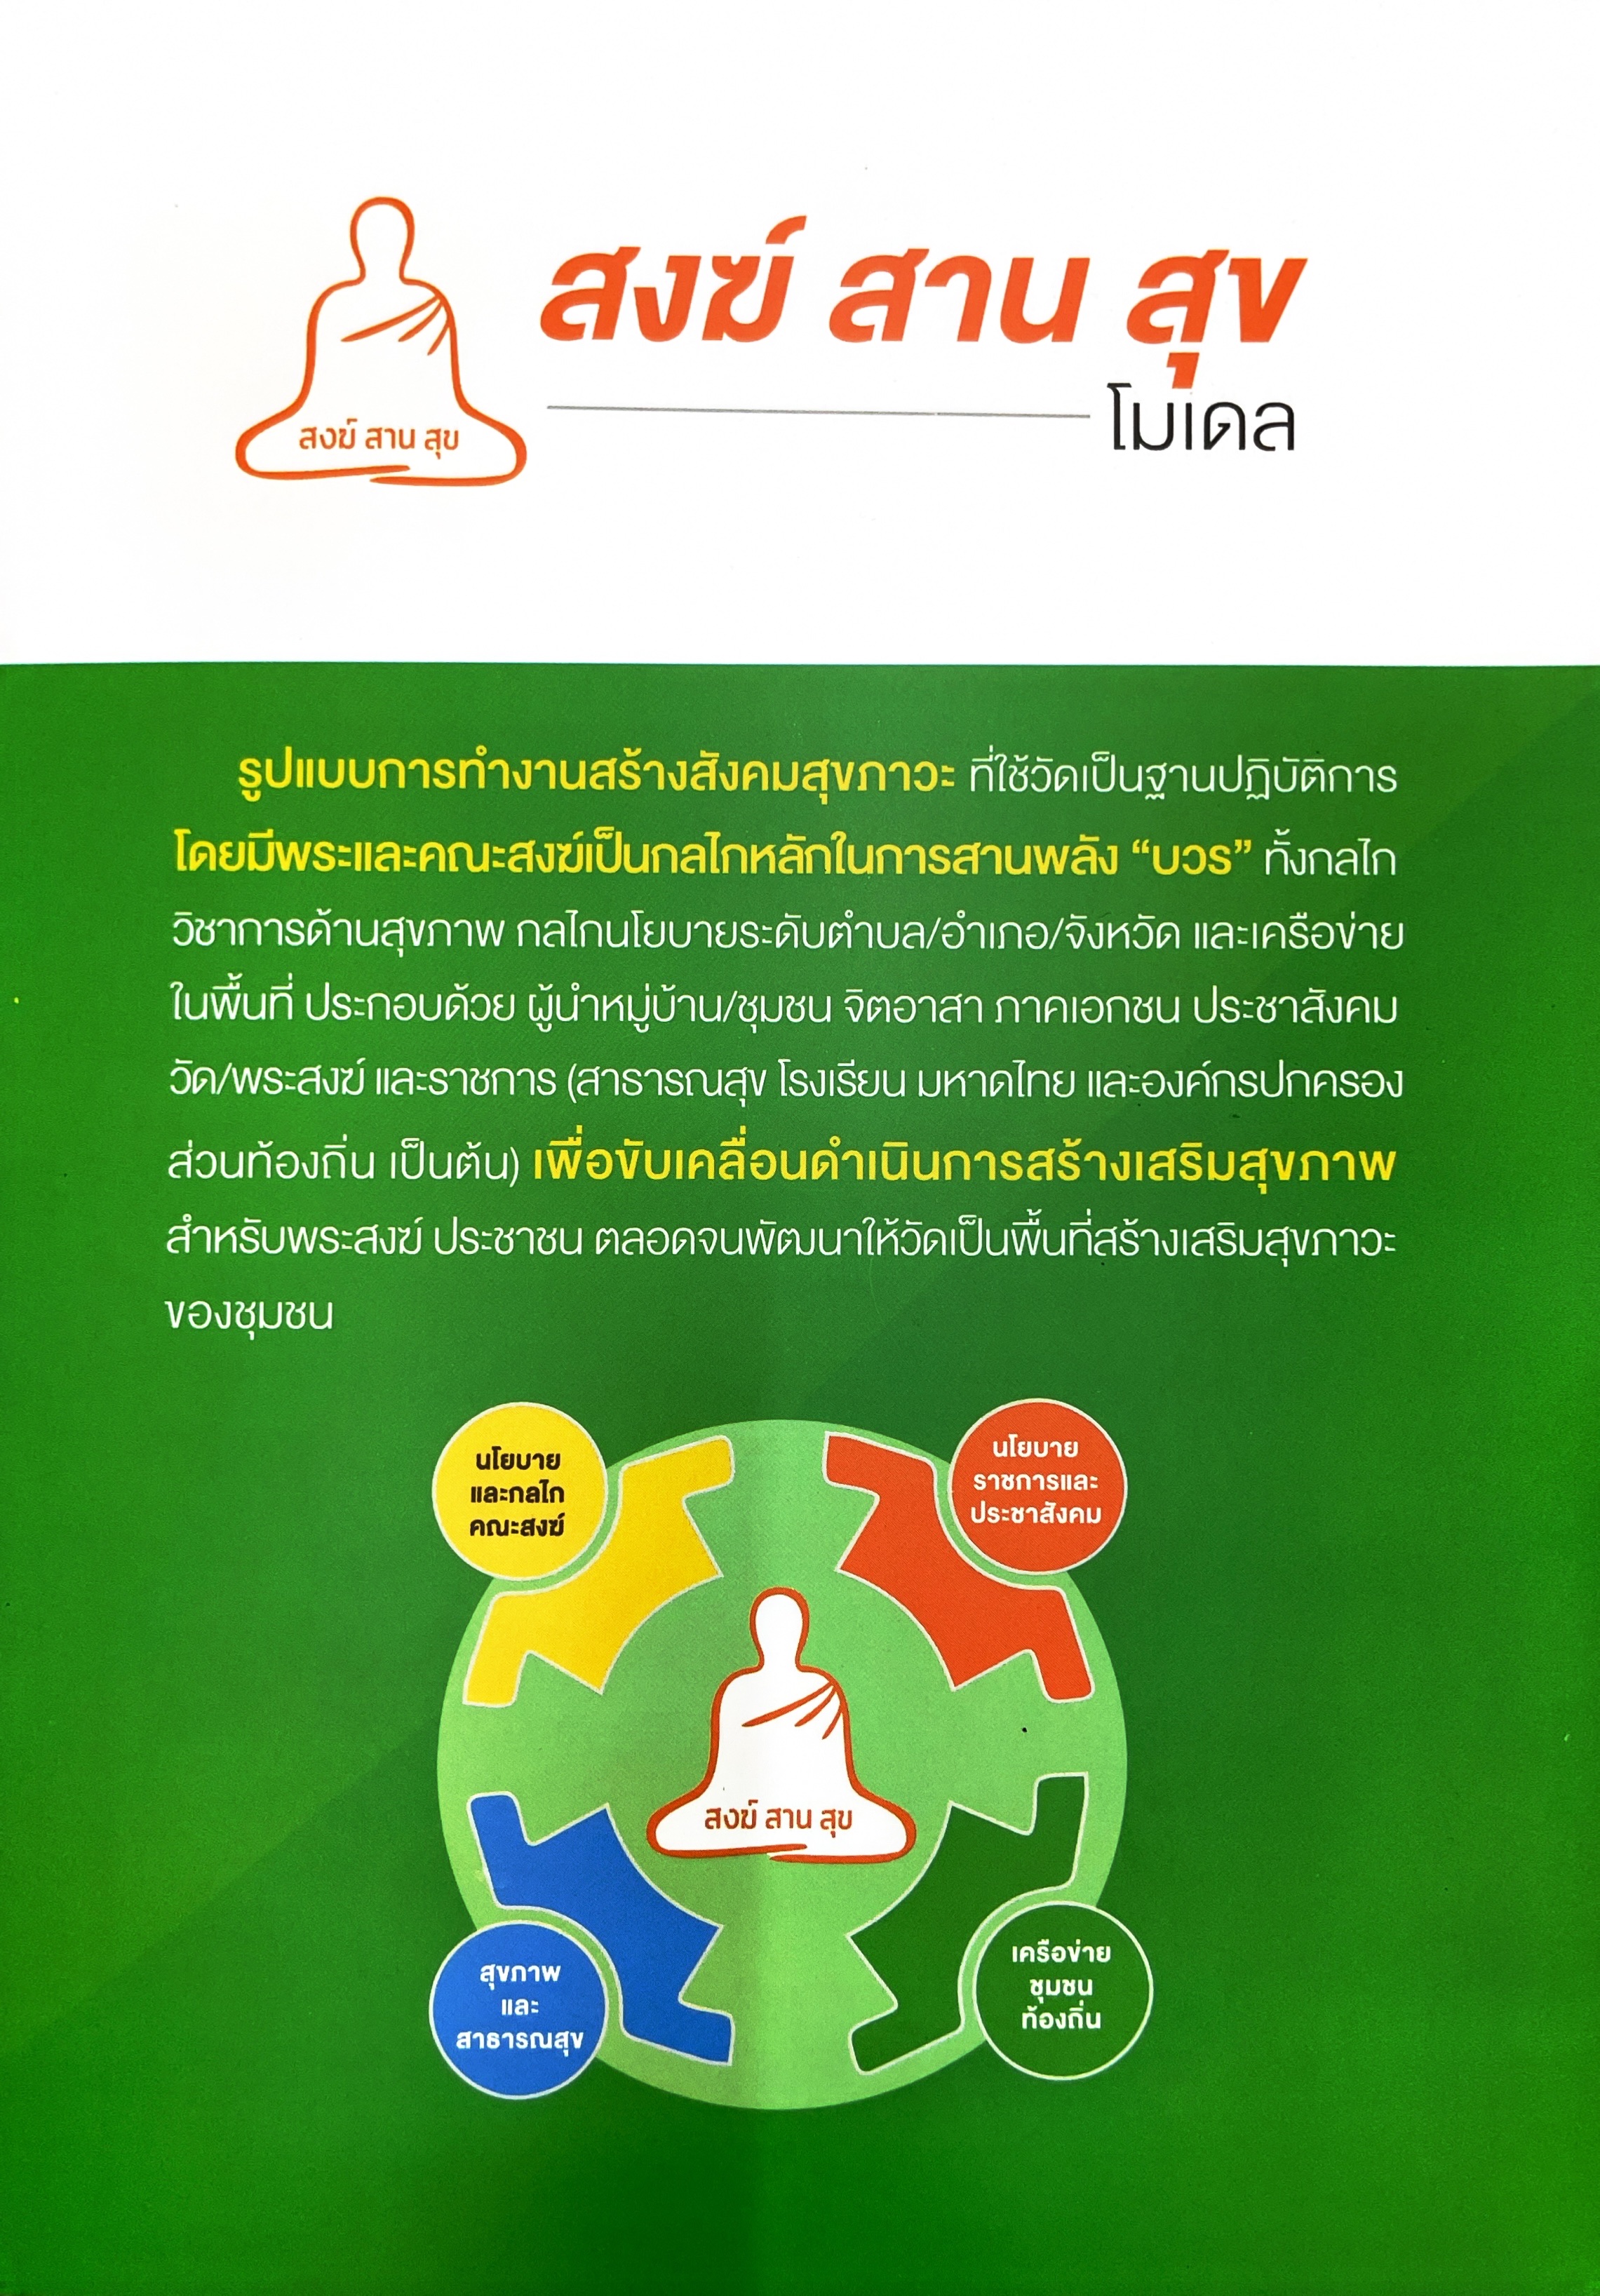 สงฆ์ สาน สุข
สงฆ์ สาน สุข
โมเดล
รูปแบบการทำงานสร้างสังคมสุขภาวะ ที่ใช้วัดเป็นฐานปฏิบัติการ
โดยมีพระและคณะสงฆ์เป็นกลไกหลักในการสานพลัง “บวร” ทั้งกลไก
วิชาการด้านสุขภาพ กลไกนโยบายระดับตำบล/อำเภอ/จังหวัด และเครือข่าย
ในพื้นที่ ประกอบด้วย ผู้นำหมู่บ้าน/ชุมชน จิตอาสา ภาคเอกชน ประชาสังคม
วัด/พระสงฆ์ และราชการ (สาธารณสุข โรงเรียน มหาดไทย และองค์กรปกครอง
ส่วนท้องถิ่น เป็นต้น) เพื่อขับเคลื่อนดำเนินการสร้างเสริมสุขภาพ
สำหรับพระสงฆ์ ประชาชน ตลอดจนพัฒนาให้วัดเป็นพื้นที่สร้างเสริมสุขภาวะ
ของชุมชน
นโยบาย
และกลไก
คณะสงฆ์
นโยบาย
ราชการและ
ประชาสังคม
สงฆ์ สาน สุข
สุขภาพ
และ
สาธารณสุข
เครือข่าย
ชุมชน
ท้องถิ่น